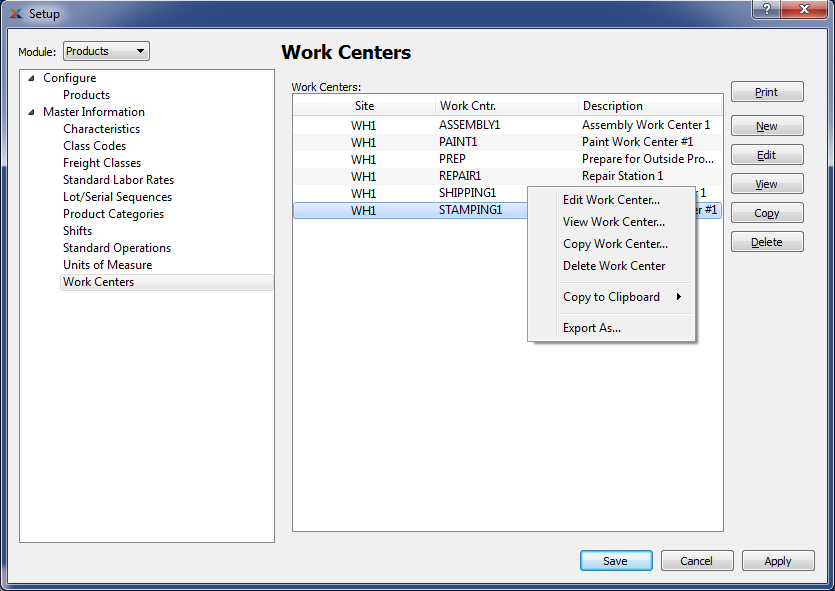 Setup
?
Module: Products
Configure
Products
Master Information
Characteristics
Class Codes
Freight Classes
Standard Labor Rates
Lot/Serial Sequences
Product Categories
Shifts
Standard Operations
Units of Measure
Work Centers
Work Centers
Work Centers:
Site Work Cntr. Description
WH1 ASSEMBLY1 Assembly Work Center 1
WH1 PAINT1 Paint Work Center #1
WH1 PREP Prepare for Outside Pro...
WH1 REPAIR1 Repair Station 1
WH1 SHIPPING1 r 1
WH1 STAMPING1 er #1
Edit Work Center...
View Work Center...
Copy Work Center...
Delete Work Center
Copy to Clipboard
Export As...
Print
New
Edit
View
Copy
Delete
Save Cancel Apply